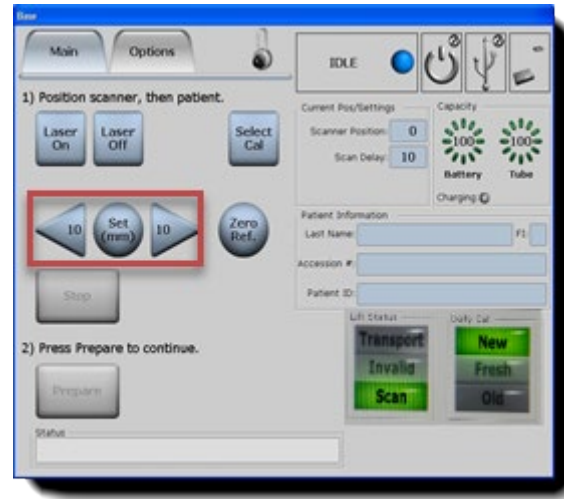 Base
Main
Options
IDLE
2
2
1) Position scanner, then patient.
Laser On
Laser Off
Select Cal
Current Pos/Settings
Scanner Position: 0
Scan Delay: 10
Capacity
100
100
Battery
Tube
Charging
10
Set (mm)
10
Zero Ref.
Patient Information
Last Name:
FI:
Accession #:
Patient ID:
Stop
Lift Status
Transport
Invalid
Scan
Daily Cal
New
Fresh
Old
2) Press Prepare to continue.
Prepare
Status